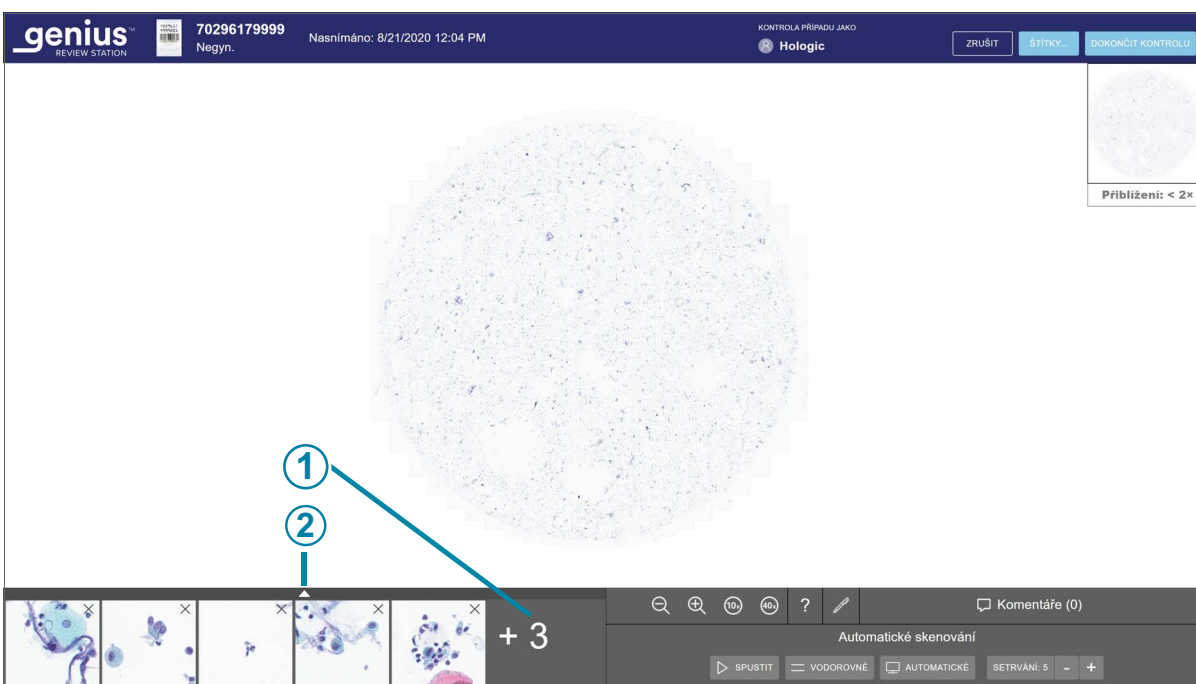 genius™
REVIEW STATION
70296179999
Negyn.
Nasnímáno: 8/21/2020 12:04 PM
KONTROLA PŘÍPADU JAKO
Hologic
ZRUŠIT
ŠTÍTKY...
DOKONČIT KONTROLU
Přiblížení: < 2×
1
2
+ 3
10x
40x
?
Komentáře (0)
Automatické skenování
SPUSTIT
VODOROVNÉ
AUTOMATICKÉ
SETRVÁNÍ: 5 - +